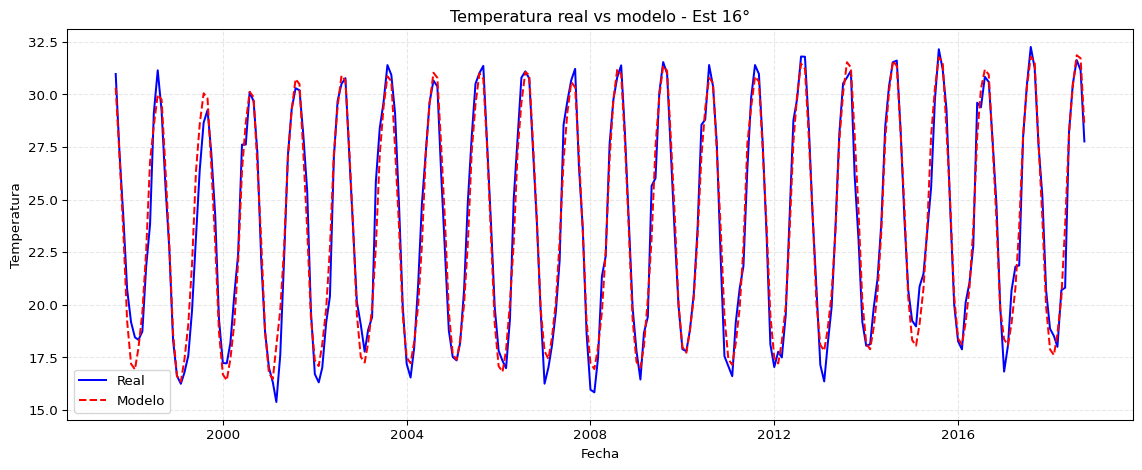 Temperatura real vs modelo - Est 16°
Temperatura
32.5
30.0
27.5
25.0
22.5
20.0
17.5
15.0
Real
Modelo
2000
2004
2008
2012
2016
Fecha